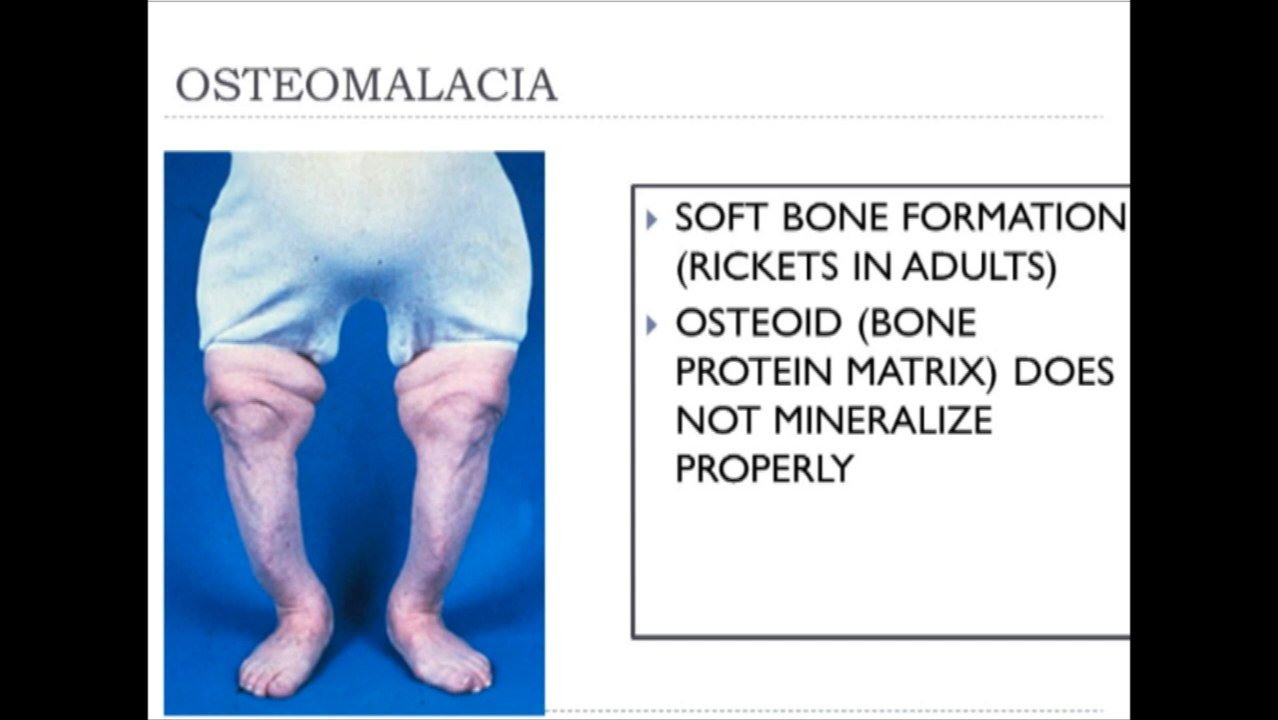 OSTEOMALACIA
SOFT BONE FORMATION
(RICKETS IN ADULTS)
OSTEOID (BONE
PROTEIN MATRIX) DOES
NOT MINERALIZE
PROPERLY